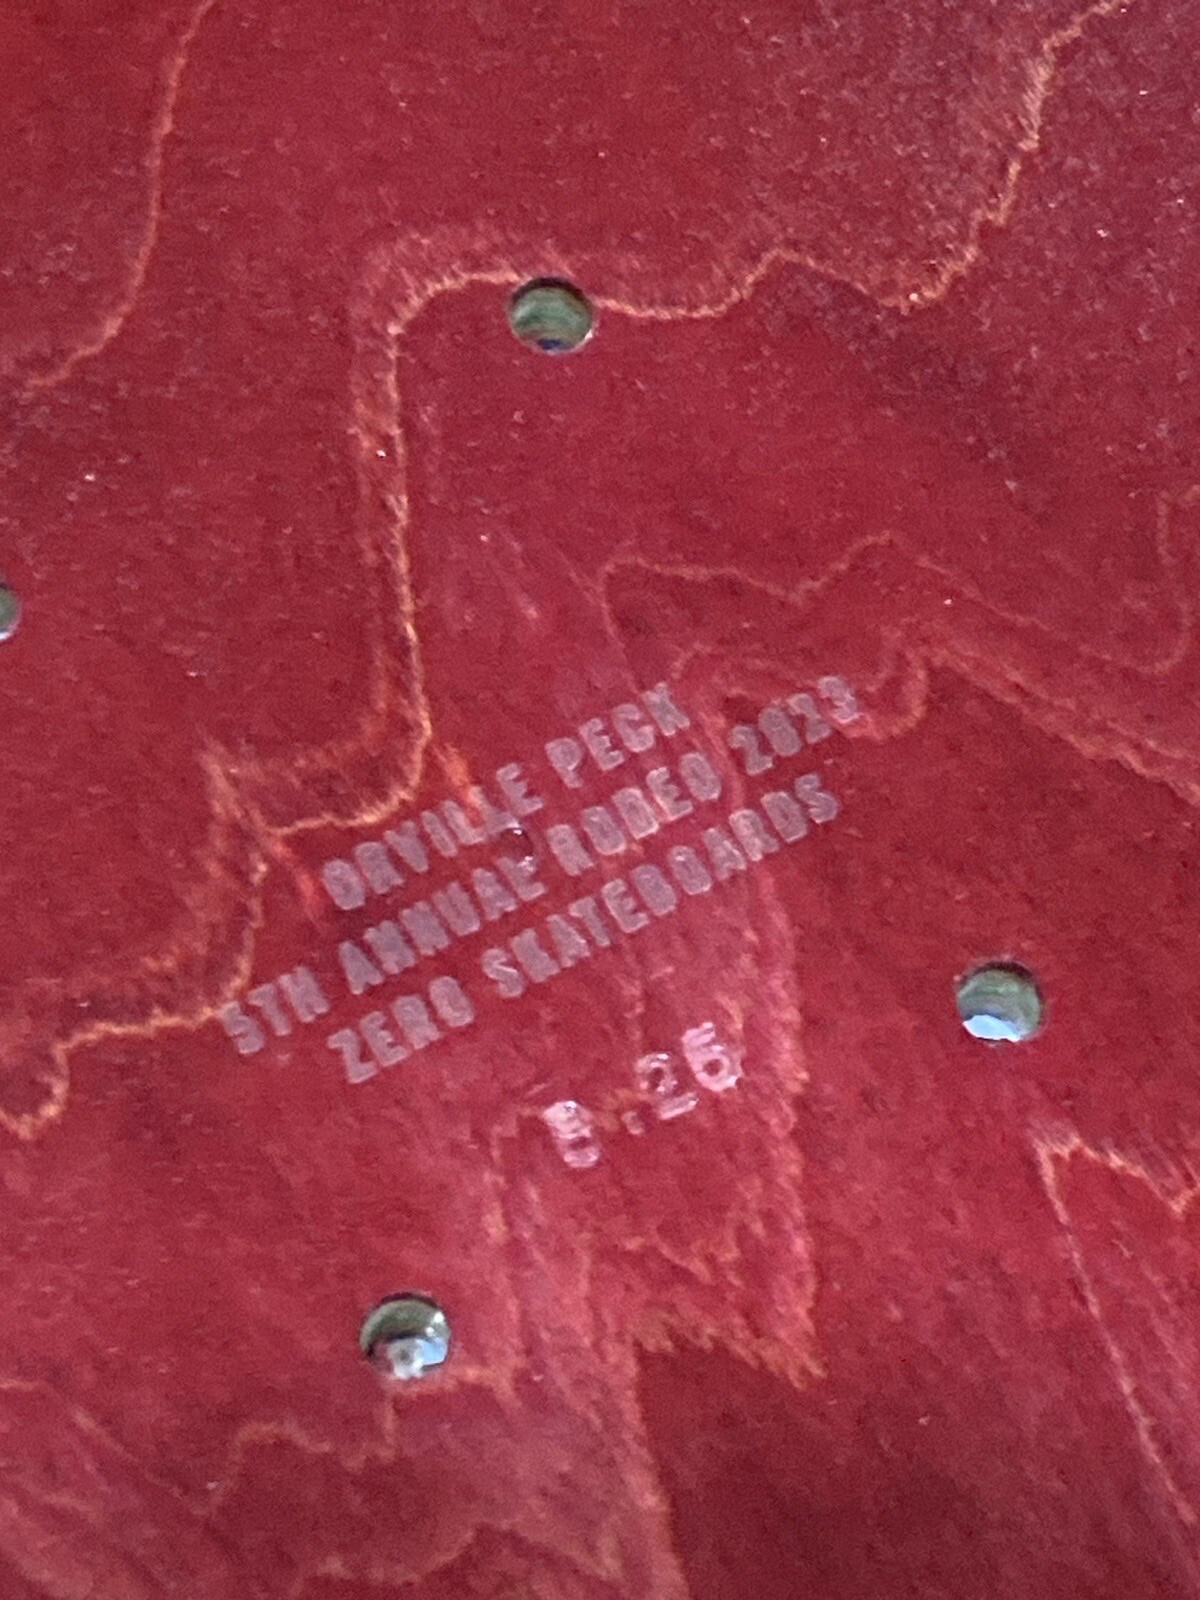 ORVILLE PECK
5TH ANNUAL RODEO 2023
ZERO SKATEBOARDS
8.25